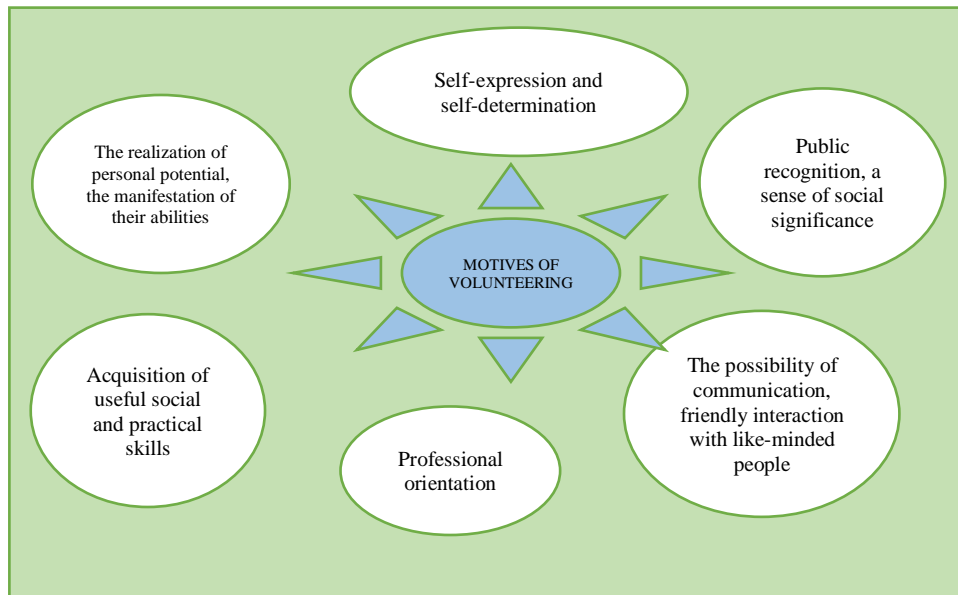 Self-expression and
self-determination
The realization of
personal potential,
the manifestation of
their abilities
Public
recognition, a
sense of social
significance
MOTIVES OF
VOLUNTEERING
Acquisition of
useful social
and practical
skills
The possibility of
communication,
friendly interaction
with like-minded
people
Professional
orientation